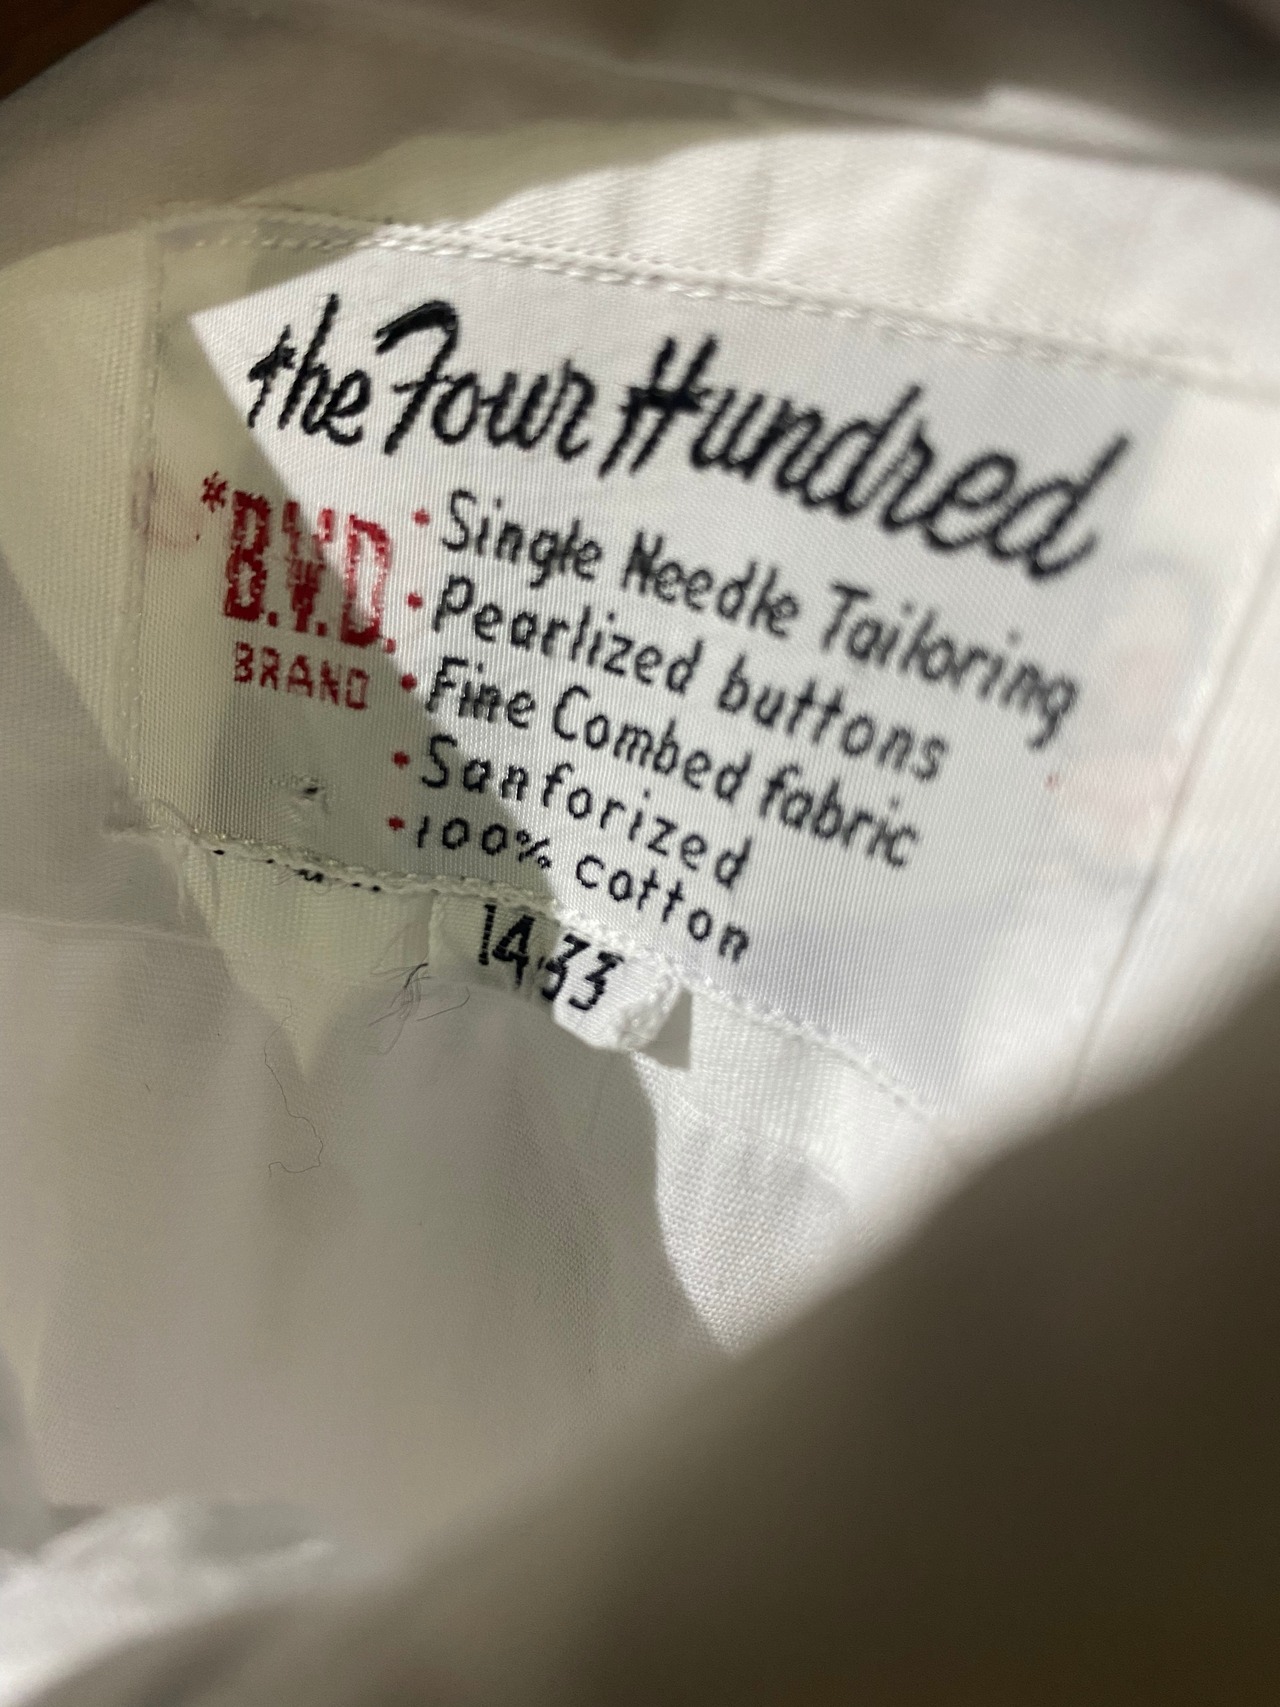 the Four Hundred
*B.V.D.
BRAND
• Single Needle Tailoring
• Pearlized buttons
• Fine Combed fabric
• Sanforized
• 100% cotton
14.33